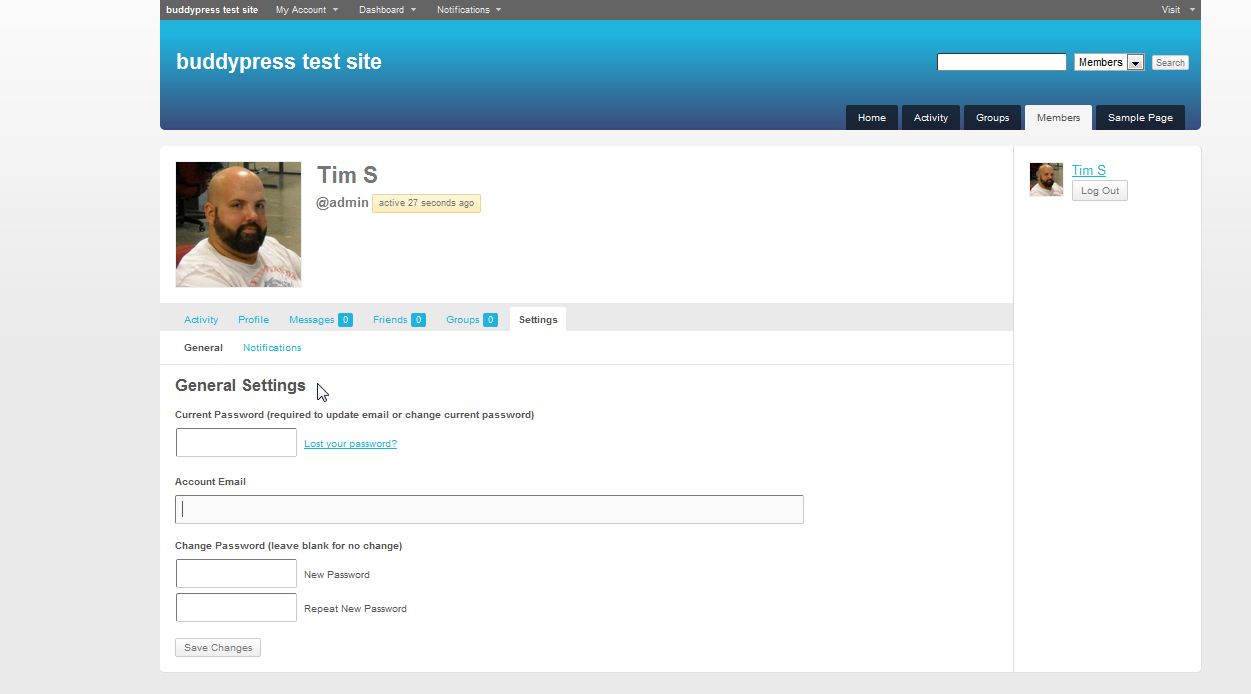 buddypress test site My Account Dashboard Notifications Visit
buddypress test site
Members Search
Home Activity Groups Members Sample Page
Tim S
@admin active 27 seconds ago
Tim S
Log Out
Activity Profile Messages 0 Friends 0 Groups 0 Settings
General Notifications
General Settings
Current Password (required to update email or change current password)
Lost your password?
Account Email
Change Password (leave blank for no change)
New Password
Repeat New Password
Save Changes